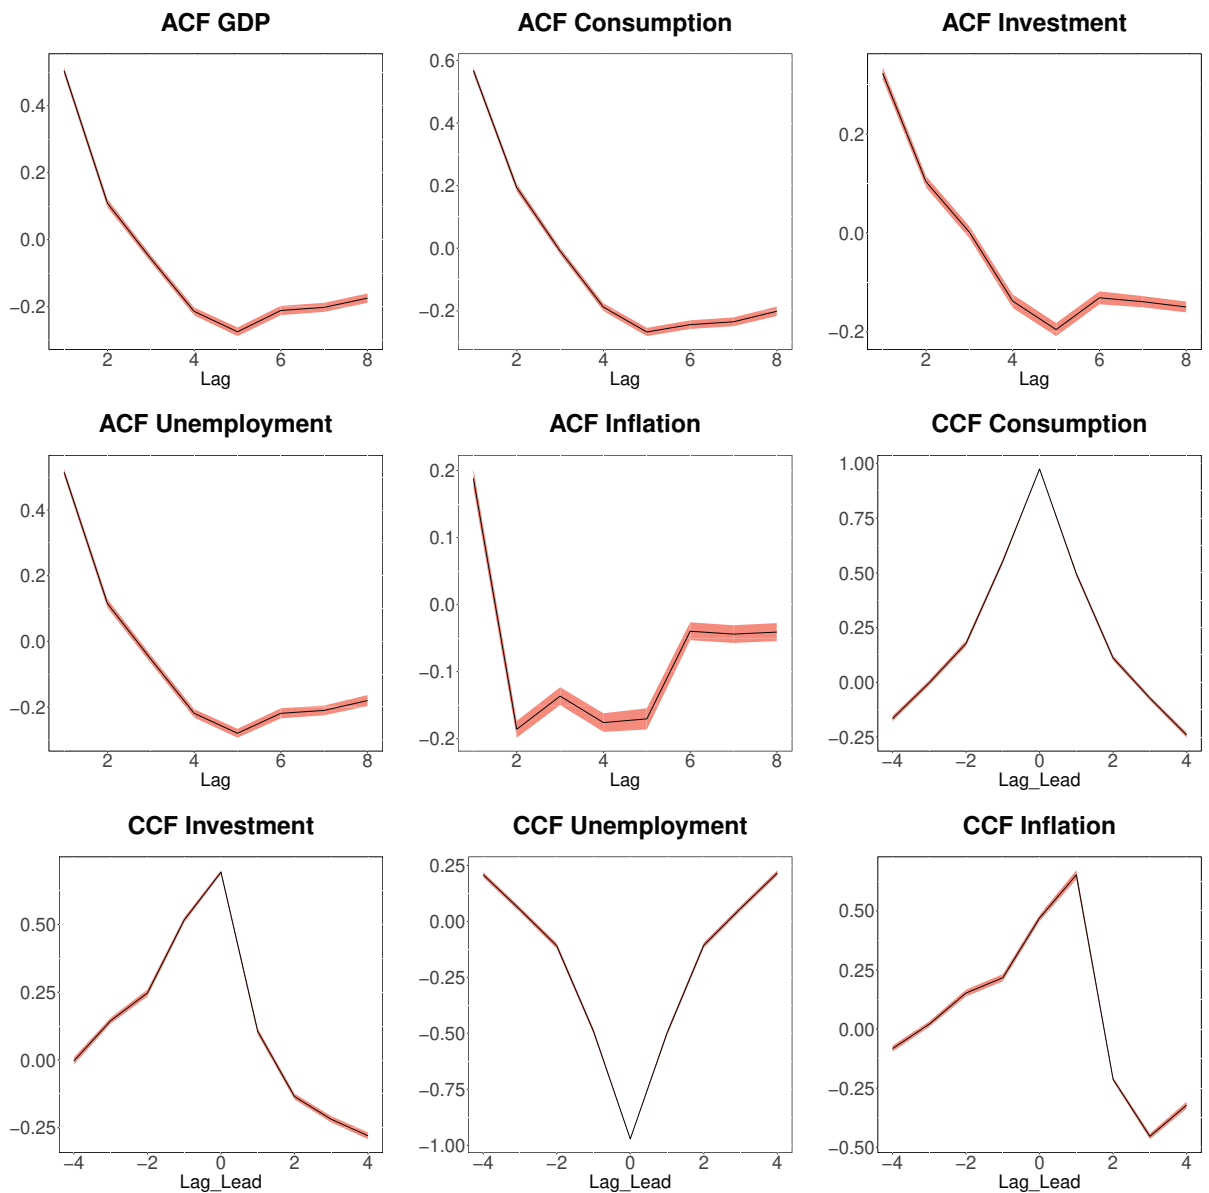 ACF GDP
0.4
0.2
0.0
−0.2
2 4 6 8
Lag
ACF Consumption
0.6
0.4
0.2
0.0
−0.2
2 4 6 8
Lag
ACF Investment
0.2
0.0
−0.2
2 4 6 8
Lag
ACF Unemployment
0.4
0.2
0.0
−0.2
2 4 6 8
Lag
ACF Inflation
0.2
0.1
0.0
−0.1
−0.2
2 4 6 8
Lag
CCF Consumption
1.00
0.75
0.50
0.25
0.00
−0.25
−4 −2 0 2 4
Lag_Lead
CCF Investment
0.50
0.25
0.00
−0.25
−4 −2 0 2 4
Lag_Lead
CCF Unemployment
0.25
0.00
−0.25
−0.50
−0.75
−1.00
−4 −2 0 2 4
Lag_Lead
CCF Inflation
0.50
0.25
0.00
−0.25
−0.50
−4 −2 0 2 4
Lag_Lead